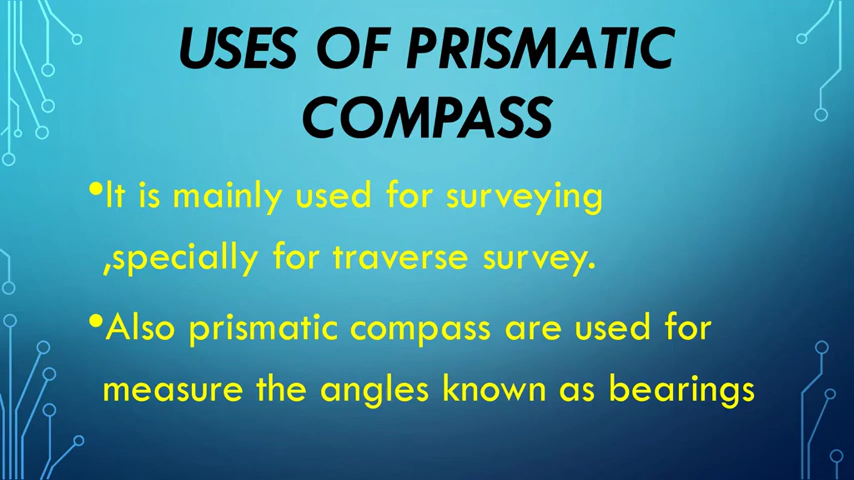 USES OF PRISMATIC
COMPASS
•It is mainly used for surveying
,specially for traverse survey.
•Also prismatic compass are used for
measure the angles known as bearings